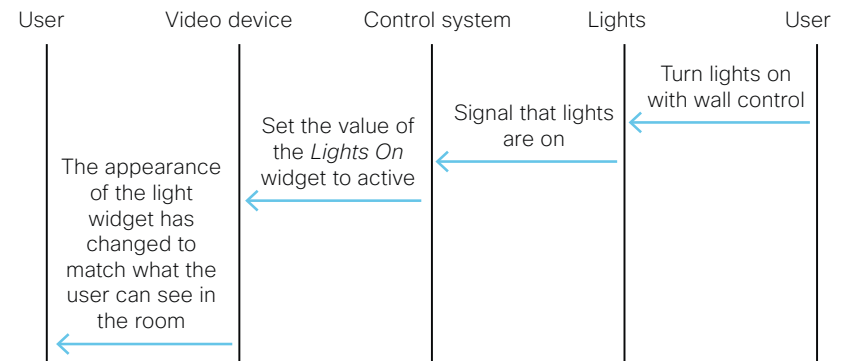 User
Video device
Control system
Lights
User
Turn lights on
with wall control
Signal that lights
are on
Set the value of
the Lights On
widget to active
The appearance
of the light
widget has
changed to
match what the
user can see in
the room